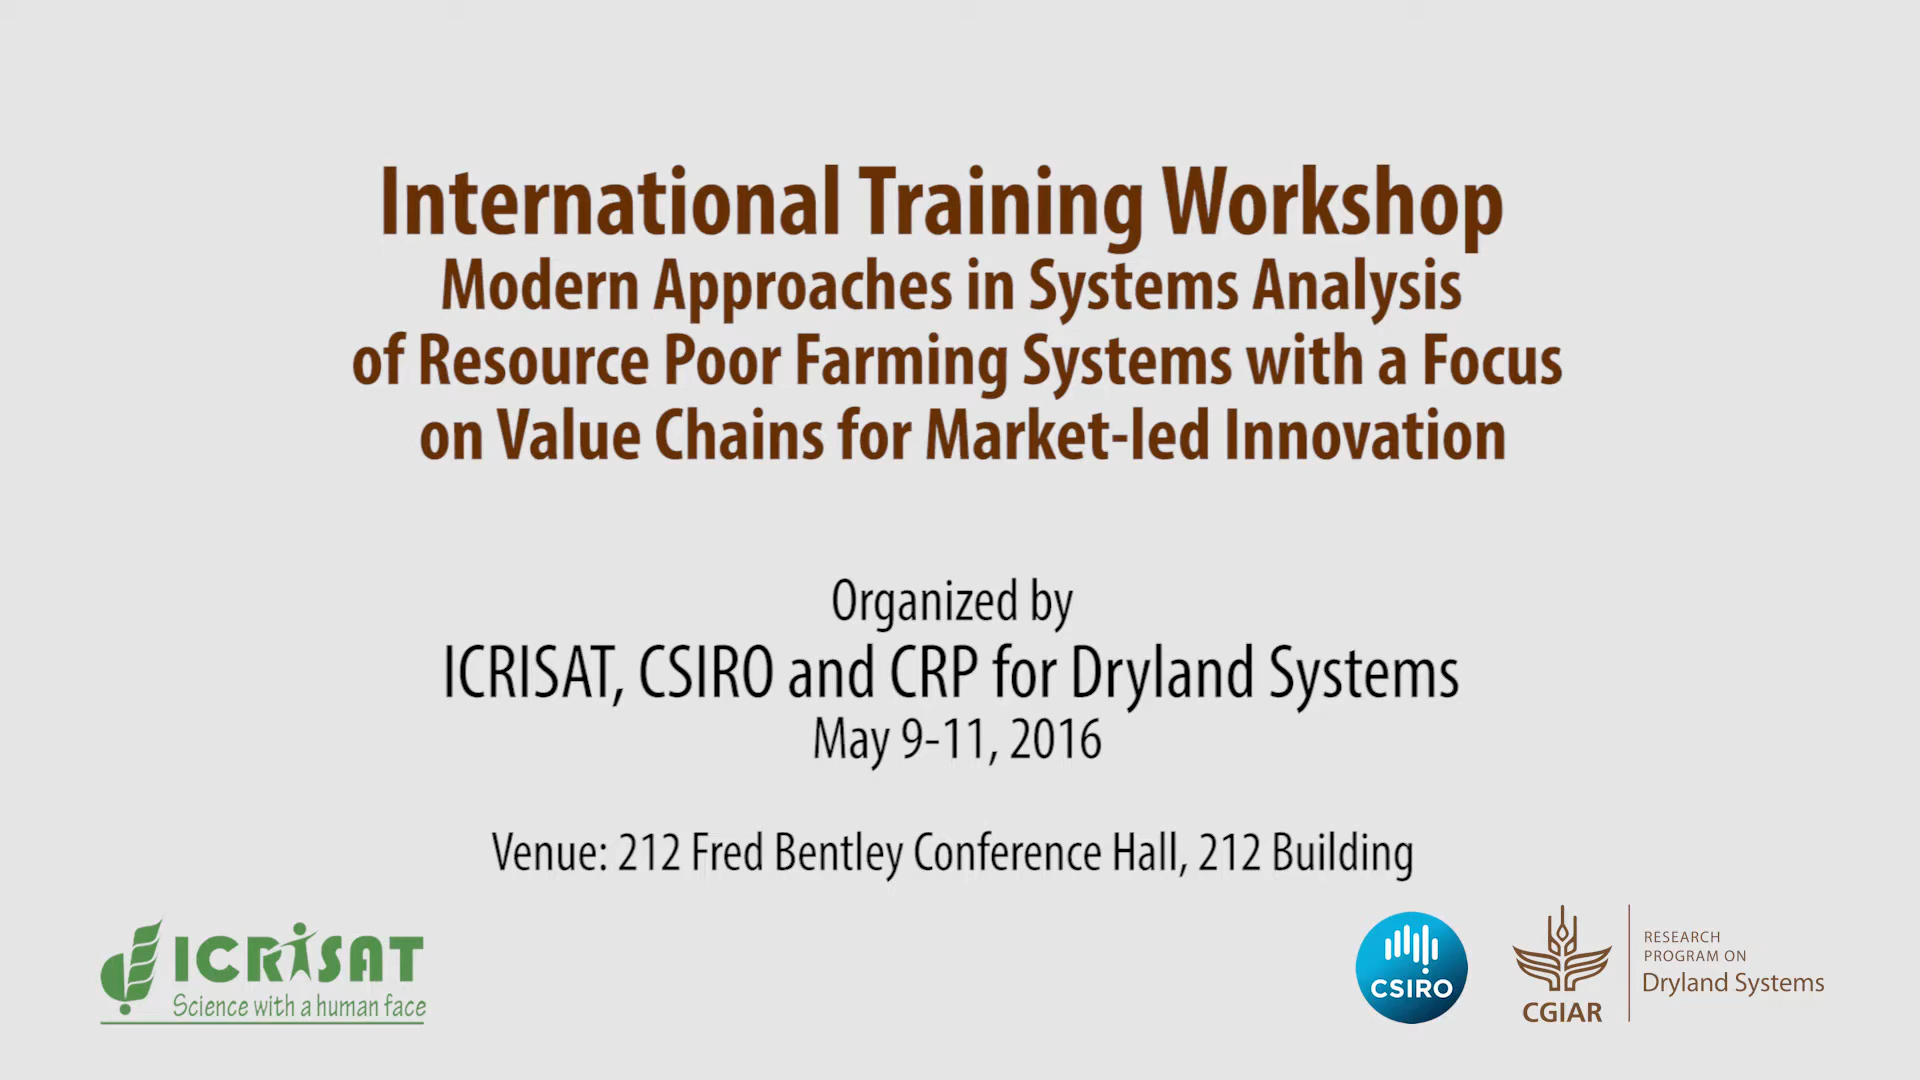 International Training Workshop
Modern Approaches in Systems Analysis
of Resource Poor Farming Systems with a Focus
on Value Chains for Market-led Innovation
Organized by
ICRISAT, CSIRO and CRP for Dryland Systems
May 9-11, 2016
Venue: 212 Fred Bentley Conference Hall, 212 Building
ICRISAT
Science with a human face
CSIRO
CGIAR
RESEARCH
PROGRAM ON
Dryland Systems